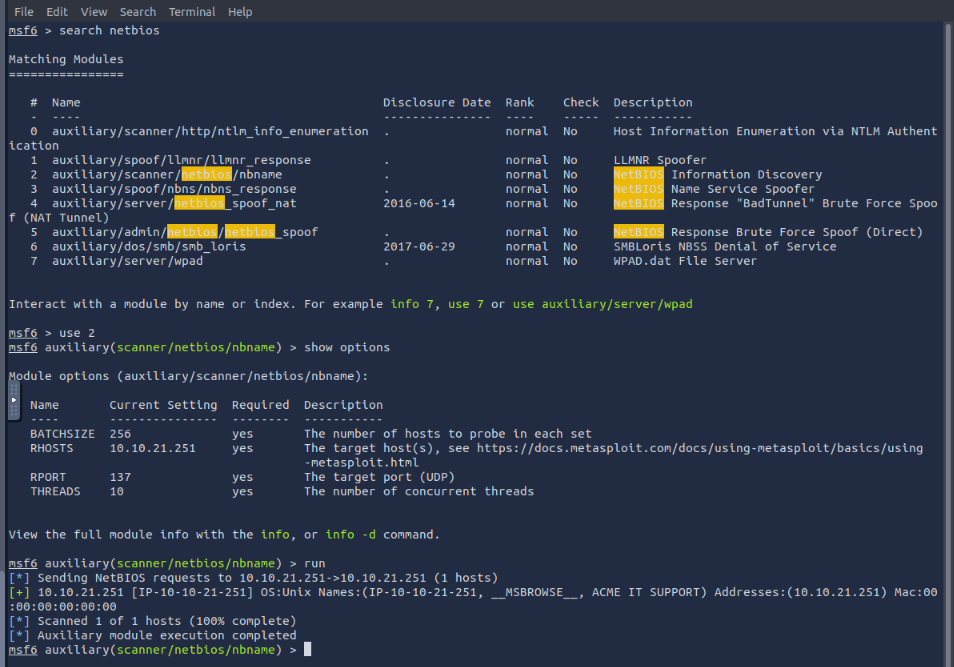 File Edit View Search Terminal Help
msf6 > search netbios
Matching Modules
================
# Name Disclosure Date Rank Check Description
- ---- --------------- ---- ----- -----------
0 auxiliary/scanner/http/ntlm_info_enumeration . normal No Host Information Enumeration via NTLM Authent
ication
1 auxiliary/spoof/llmnr/llmnr_response . normal No LLMNR Spoofer
2 auxiliary/scanner/netbios/nbname . normal No NetBIOS Information Discovery
3 auxiliary/spoof/nbns/nbns_response . normal No NetBIOS Name Service Spoofer
4 auxiliary/server/netbios_spoof_nat 2016-06-14 normal No NetBIOS Response "BadTunnel" Brute Force Spoo
f (NAT Tunnel)
5 auxiliary/admin/netbios/netbios_spoof . normal No NetBIOS Response Brute Force Spoof (Direct)
6 auxiliary/dos/smb/smb_loris 2017-06-29 normal No SMBLoris NBSS Denial of Service
7 auxiliary/server/wpad . normal No WPAD.dat File Server
Interact with a module by name or index. For example info 7, use 7 or use auxiliary/server/wpad
msf6 > use 2
msf6 auxiliary(scanner/netbios/nbname) > show options
Module options (auxiliary/scanner/netbios/nbname):
Name Current Setting Required Description
---- --------------- -------- -----------
BATCHSIZE 256 yes The number of hosts to probe in each set
RHOSTS 10.10.21.251 yes The target host(s), see https://docs.metasploit.com/docs/using-metasploit/basics/using
-metasploit.html
RPORT 137 yes The target port (UDP)
THREADS 10 yes The number of concurrent threads
View the full module info with the info, or info -d command.
msf6 auxiliary(scanner/netbios/nbname) > run
[*] Sending NetBIOS requests to 10.10.21.251->10.10.21.251 (1 hosts)
[+] 10.10.21.251 [IP-10-10-21-251] OS:Unix Names:(IP-10-10-21-251, __MSBROWSE__, ACME IT SUPPORT) Addresses:(10.10.21.251) Mac:00
:00:00:00:00:00
[*] Scanned 1 of 1 hosts (100% complete)
[*] Auxiliary module execution completed
msf6 auxiliary(scanner/netbios/nbname) >